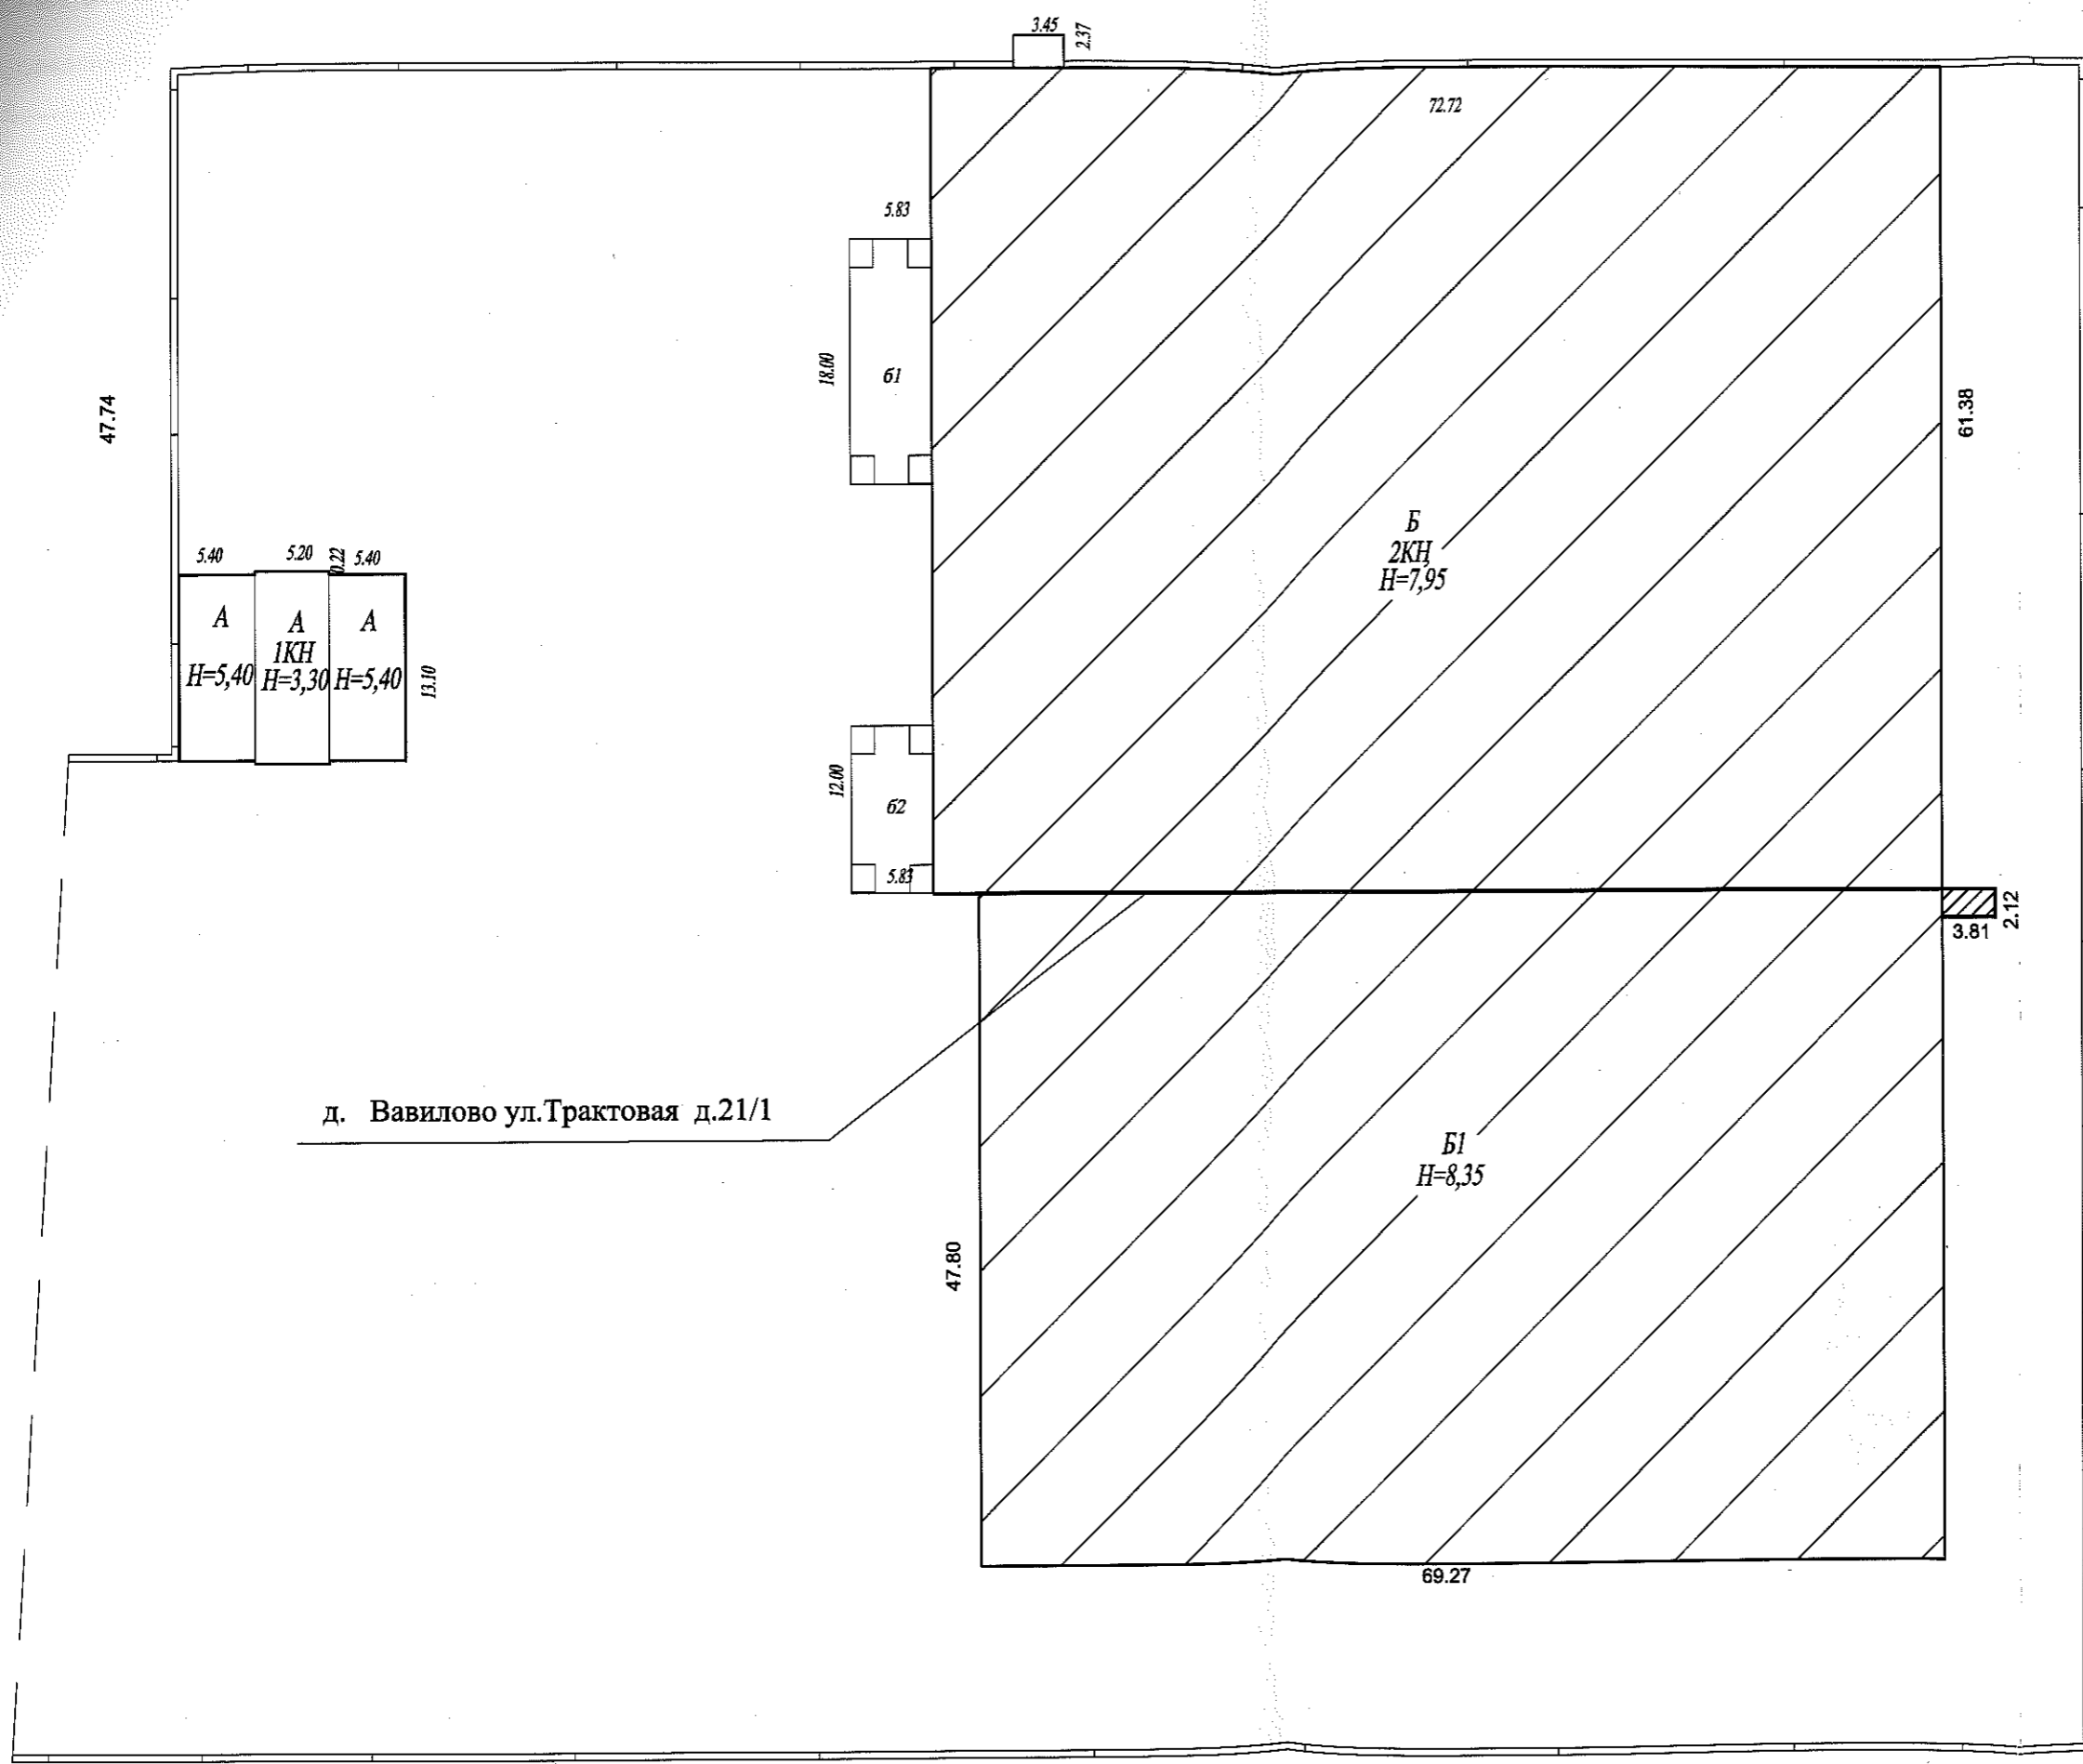 3.45
2.37
72.72
5.83
18.00
б1
47.74
61.38
Б
2КН
Н=7,95
5.40
5.20
0.22
5.40
А
А
1КН
Н=3,30
А
Н=5,40
Н=5,40
13.10
12.00
б2
5.83
2.12
3.81
д. Вавилово ул.Трактовая д.21/1
Б1
Н=8,35
47.80
69.27